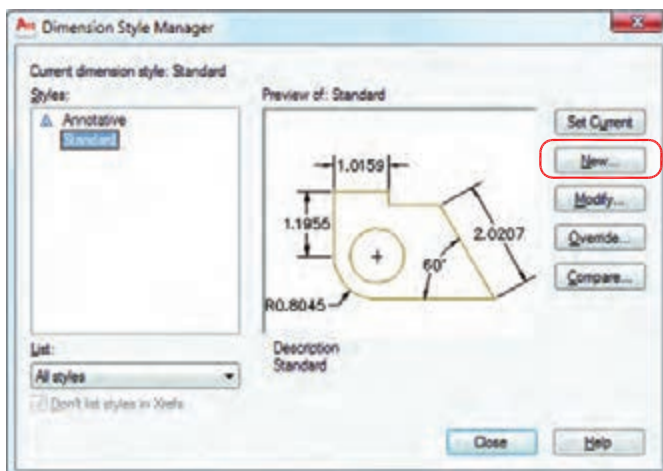 Dimension Style Manager
Current dimension style: Standard
Styles:
Annotative
Standard
Preview of: Standard
1.0159
1.1955
2.0207
60°
R0.8045
Set Current
New...
Modify...
Override...
Compare...
List:
All styles
Don't list styles in Xrefs
Description
Standard
Close
Help